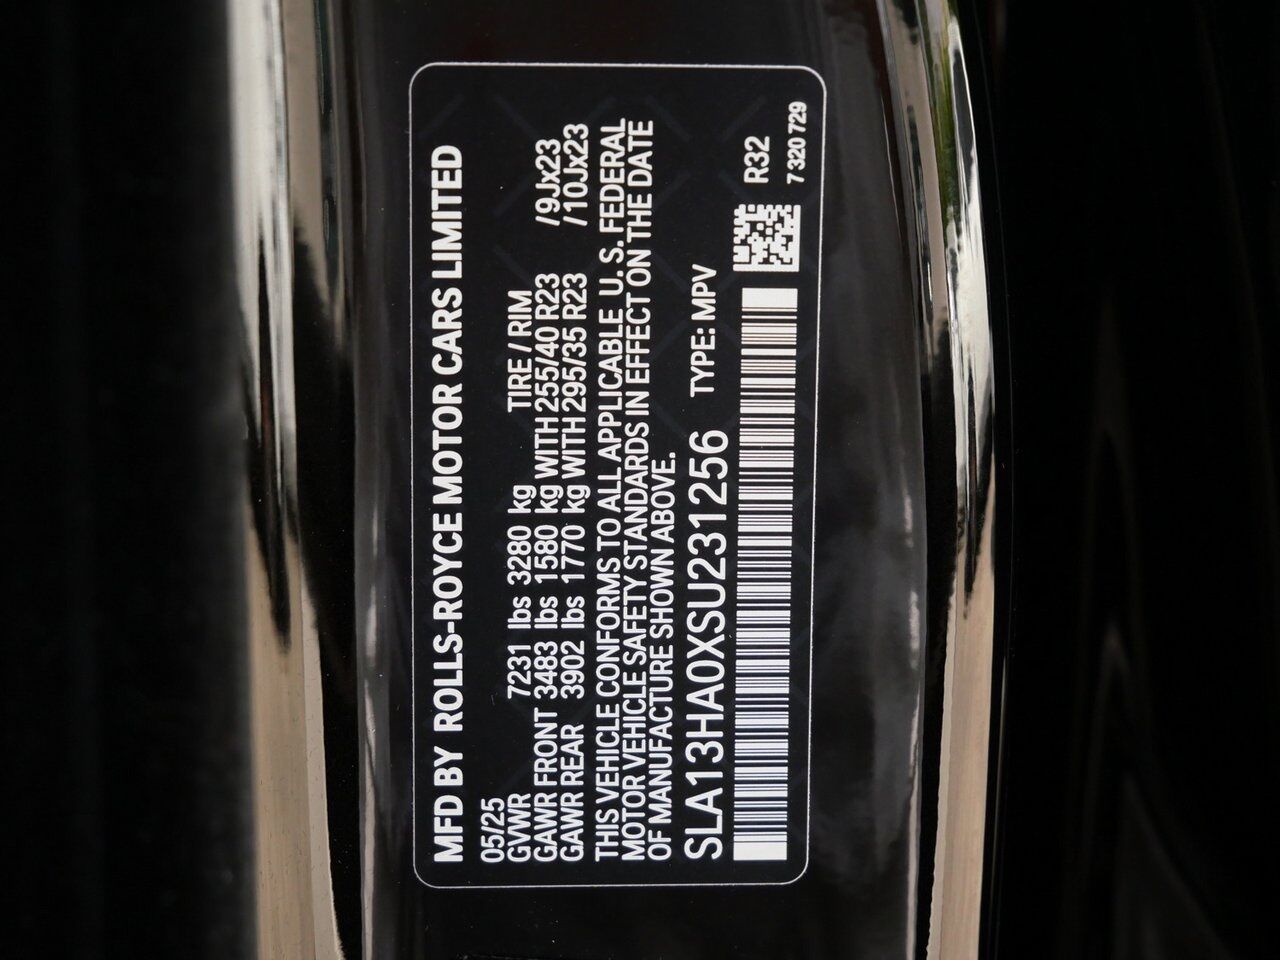 MFD BY ROLLS-ROYCE MOTOR CARS LIMITED
05/25
GVWR 7231 lbs 3280 kg TIRE / RIM
GAWR FRONT 3483 lbs 1580 kg WITH 255/40 R23 /9Jx23
GAWR REAR 3902 lbs 1770 kg WITH 295/35 R23 /10Jx23
THIS VEHICLE CONFORMS TO ALL APPLICABLE U. S. FEDERAL
MOTOR VEHICLE SAFETY STANDARDS IN EFFECT ON THE DATE
OF MANUFACTURE SHOWN ABOVE.
SLA13HA0XSU231256 TYPE: MPV
R32
7 320 729